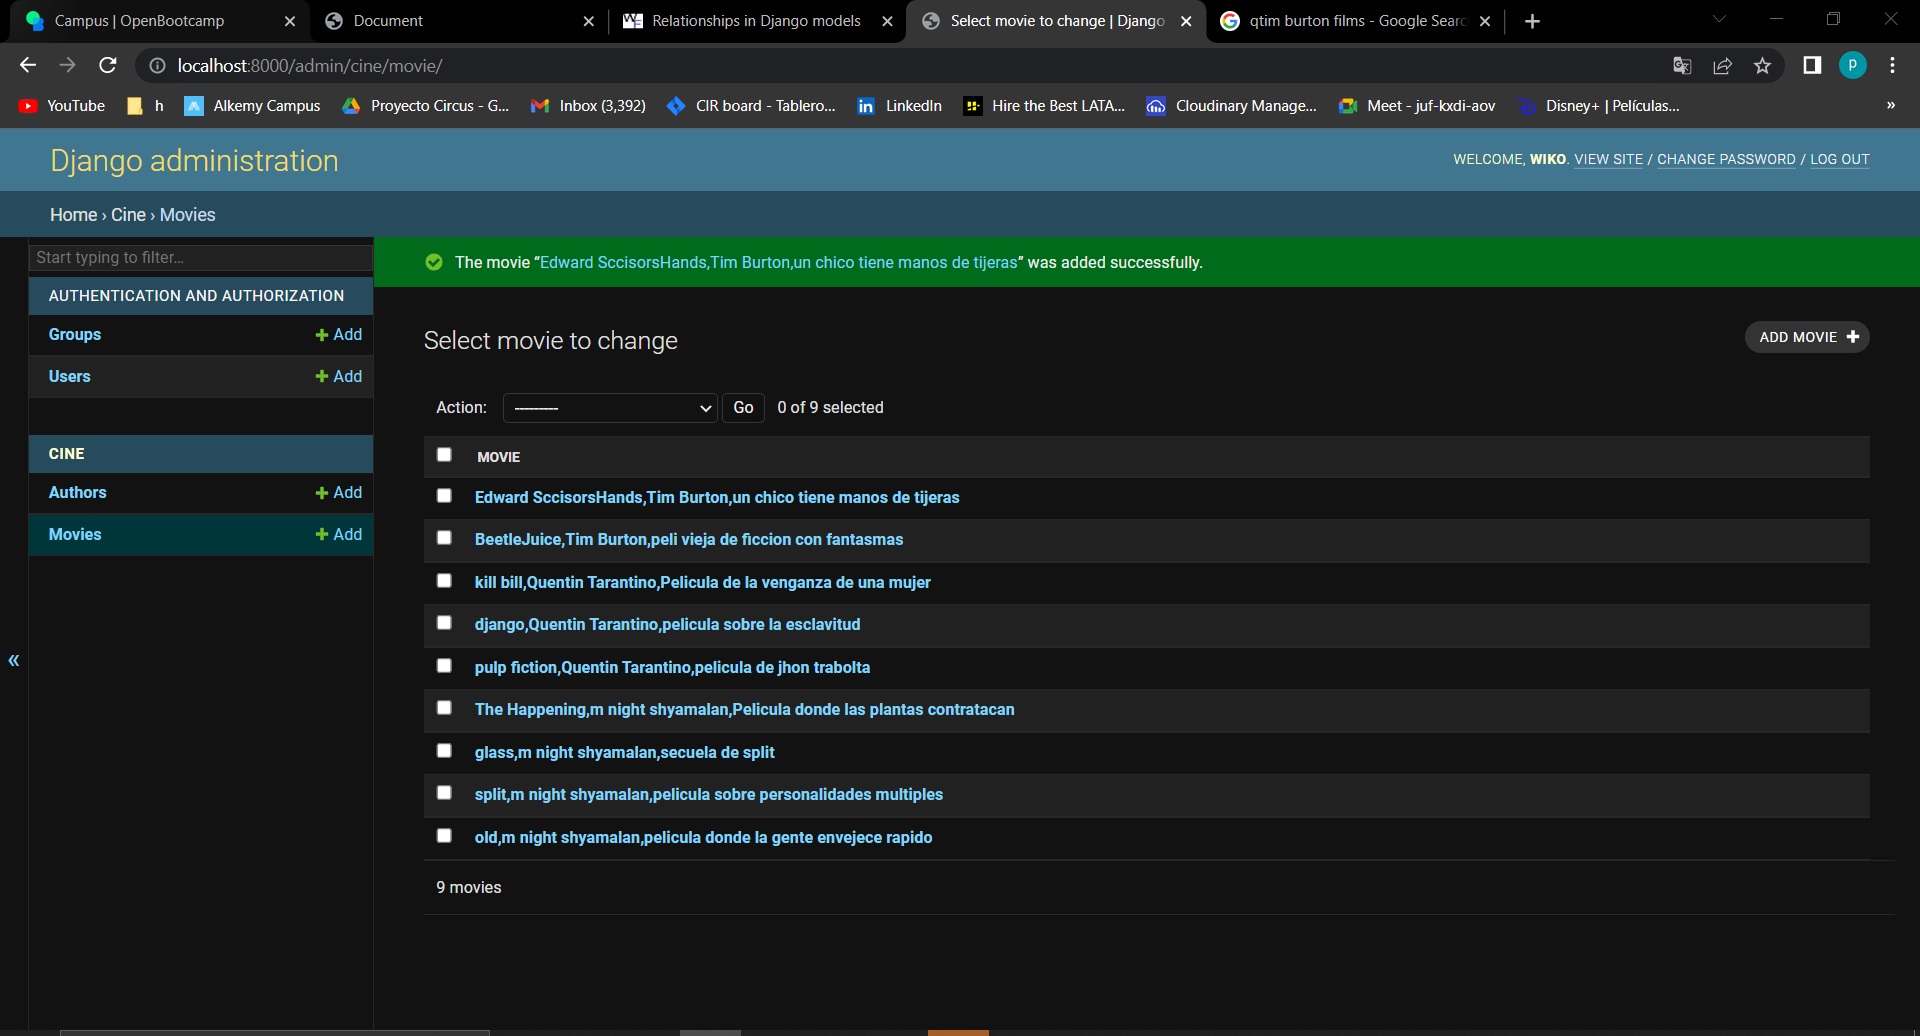 Campus | OpenBootcamp
Document
Relationships in Django models
Select movie to change | Django
qtim burton films - Google Searc
localhost:8000/admin/cine/movie/
P
YouTube
h
Alkemy Campus
Proyecto Circus - G...
Inbox (3,392)
CIR board - Tablero...
LinkedIn
Hire the Best LATA...
Cloudinary Manage...
Meet - juf-kxdi-aov
Disney+ | Películas...
»
Django administration
WELCOME, WIKO. VIEW SITE / CHANGE PASSWORD / LOG OUT
Home › Cine › Movies
Start typing to filter...
The movie “Edward SccisorsHands,Tim Burton,un chico tiene manos de tijeras” was added successfully.
AUTHENTICATION AND AUTHORIZATION
Groups + Add
Users + Add
CINE
Authors + Add
Movies + Add
«
Select movie to change
ADD MOVIE +
Action: --------- Go 0 of 9 selected
MOVIE
Edward SccisorsHands,Tim Burton,un chico tiene manos de tijeras
BeetleJuice,Tim Burton,peli vieja de ficcion con fantasmas
kill bill,Quentin Tarantino,Pelicula de la venganza de una mujer
django,Quentin Tarantino,pelicula sobre la esclavitud
pulp fiction,Quentin Tarantino,pelicula de jhon trabolta
The Happening,m night shyamalan,Pelicula donde las plantas contratacan
glass,m night shyamalan,secuela de split
split,m night shyamalan,pelicula sobre personalidades multiples
old,m night shyamalan,pelicula donde la gente envejece rapido
9 movies